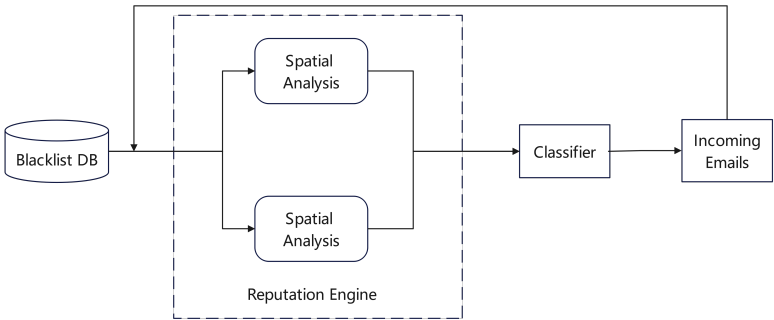 Spatial
Analysis
Blacklist DB
Classifier
Incoming
Emails
Spatial
Analysis
Reputation Engine